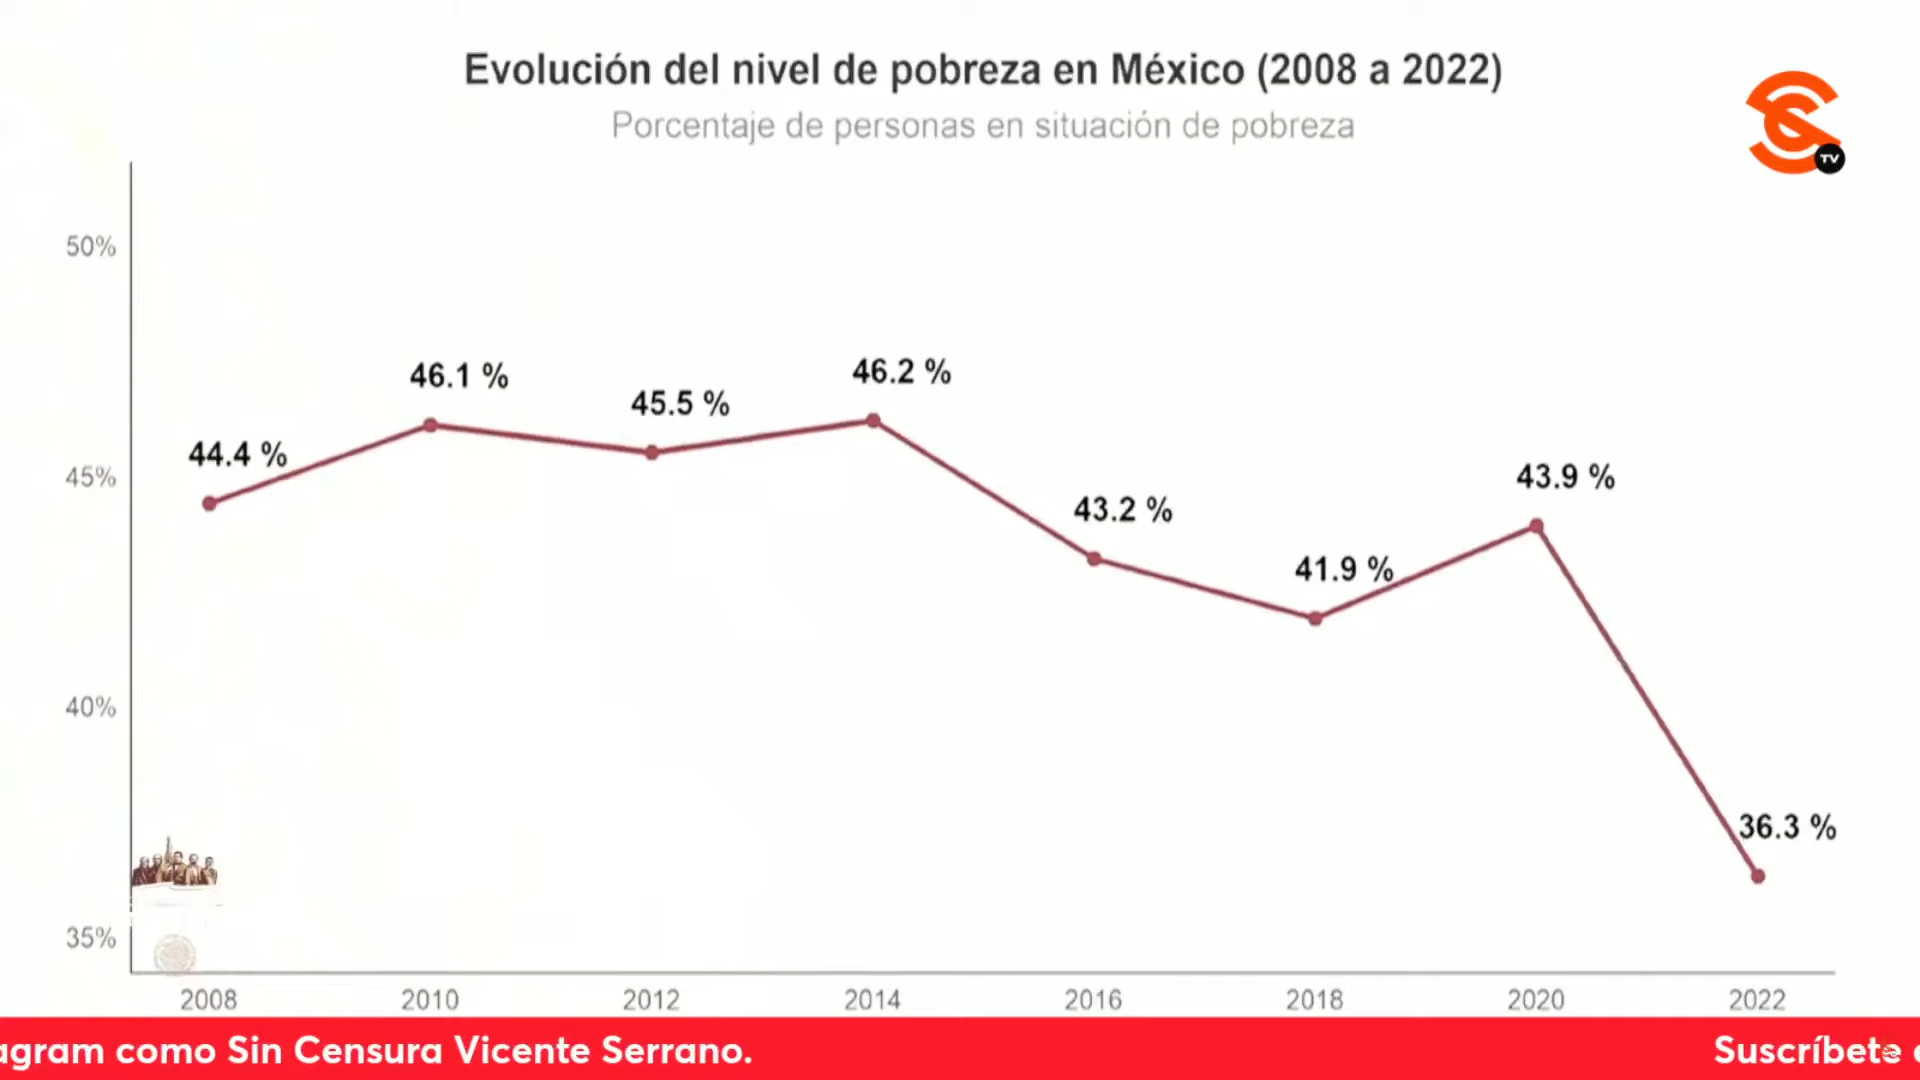 Evolución del nivel de pobreza en México (2008 a 2022)
Porcentaje de personas en situación de pobreza
TV
50%
45%
40%
35%
44.4 %
46.1 %
45.5 %
46.2 %
43.2 %
41.9 %
43.9 %
36.3 %
2008 2010 2012 2014 2016 2018 2020 2022
agram como Sin Censura Vicente Serrano. Suscríbete